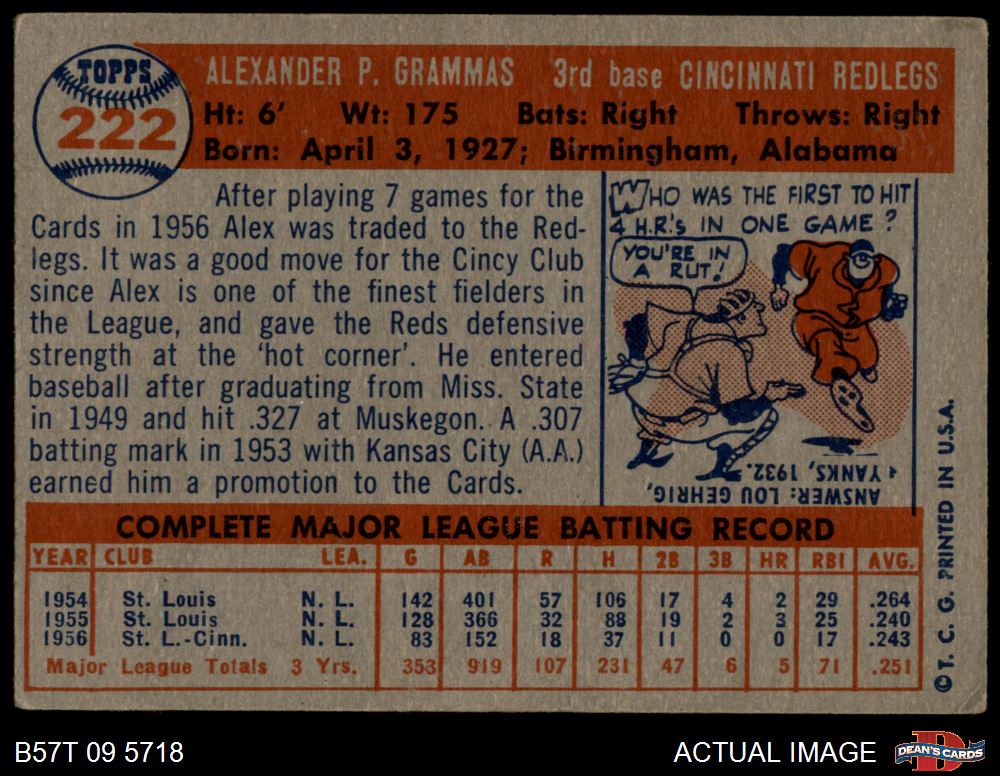 TOPPS
222
ALEXANDER P. GRAMMAS 3rd base CINCINNATI REDLEGS
Ht: 6' Wt: 175 Bats: Right Throws: Right
Born: April 3, 1927; Birmingham, Alabama
After playing 7 games for the
Cards in 1956 Alex was traded to the Red-
legs. It was a good move for the Cincy Club
since Alex is one of the finest fielders in
the League, and gave the Reds defensive
strength at the 'hot corner'. He entered
baseball after graduating from Miss. State
in 1949 and hit .327 at Muskegon. A .307
batting mark in 1953 with Kansas City (A.A.)
earned him a promotion to the Cards.
WHO WAS THE FIRST TO HIT
4 H.R.'s IN ONE GAME?
YOU'RE IN
A RUT!
ANSWER: LOU GEHRIG,
YANKS, 1932.
COMPLETE MAJOR LEAGUE BATTING RECORD
YEAR CLUB LEA. G AB R H 2B 3B HR RBI AVG.
1954 St. Louis N. L. 142 401 57 106 17 4 2 29 .264
1955 St. Louis N. L. 128 366 32 88 19 2 3 25 .240
1956 St. L.-Cinn. N. L. 83 152 18 37 11 0 0 17 .243
Major League Totals 3 Yrs. 353 919 107 231 47 6 5 71 .251
© T. C. G. PRINTED IN U.S.A.
B57T 09 5718
ACTUAL IMAGE
DEAN'S CARDS